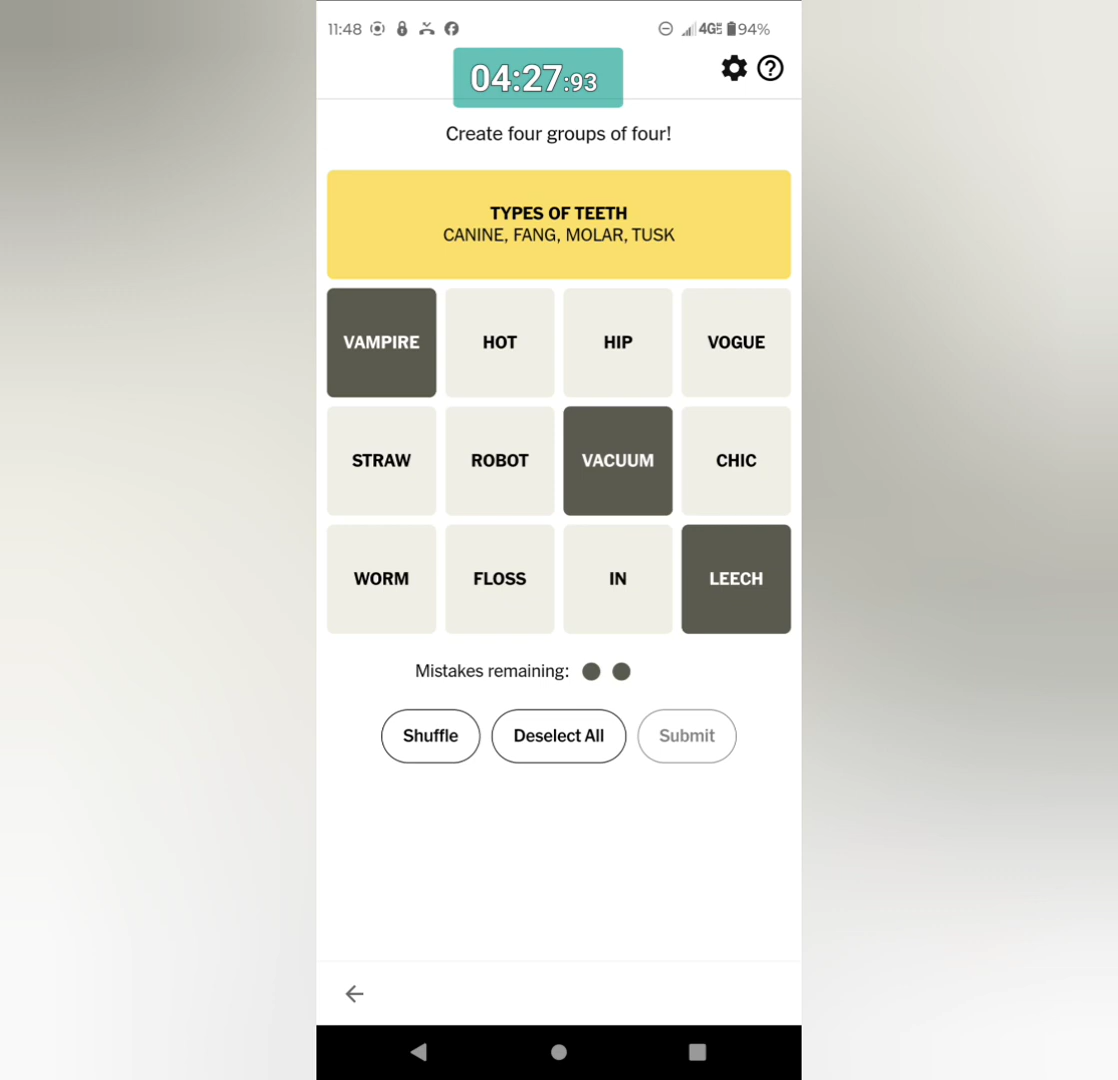 11:48 4G 94%
04:27:93
Create four groups of four!
TYPES OF TEETH
CANINE, FANG, MOLAR, TUSK
VAMPIRE HOT HIP VOGUE
STRAW ROBOT VACUUM CHIC
WORM FLOSS IN LEECH
Mistakes remaining:
Shuffle Deselect All Submit